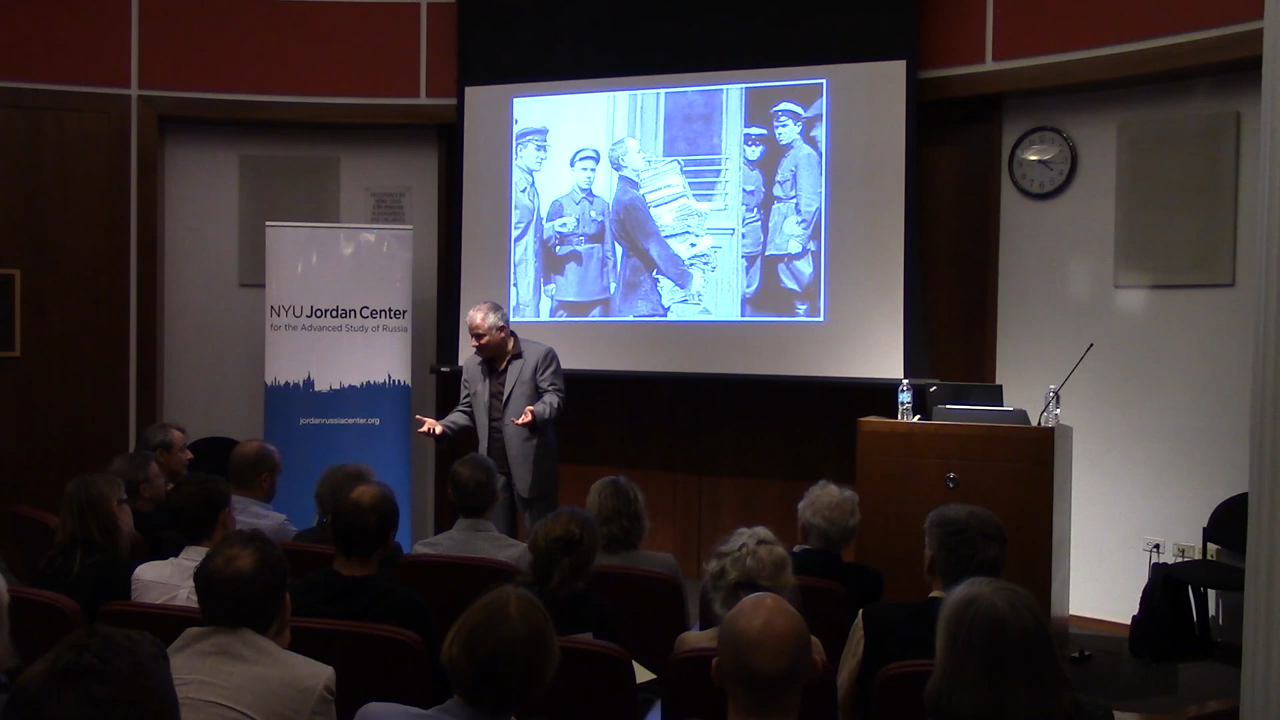 NYU Jordan Center
for the Advanced Study of Russia
jordanrussiacenter.org